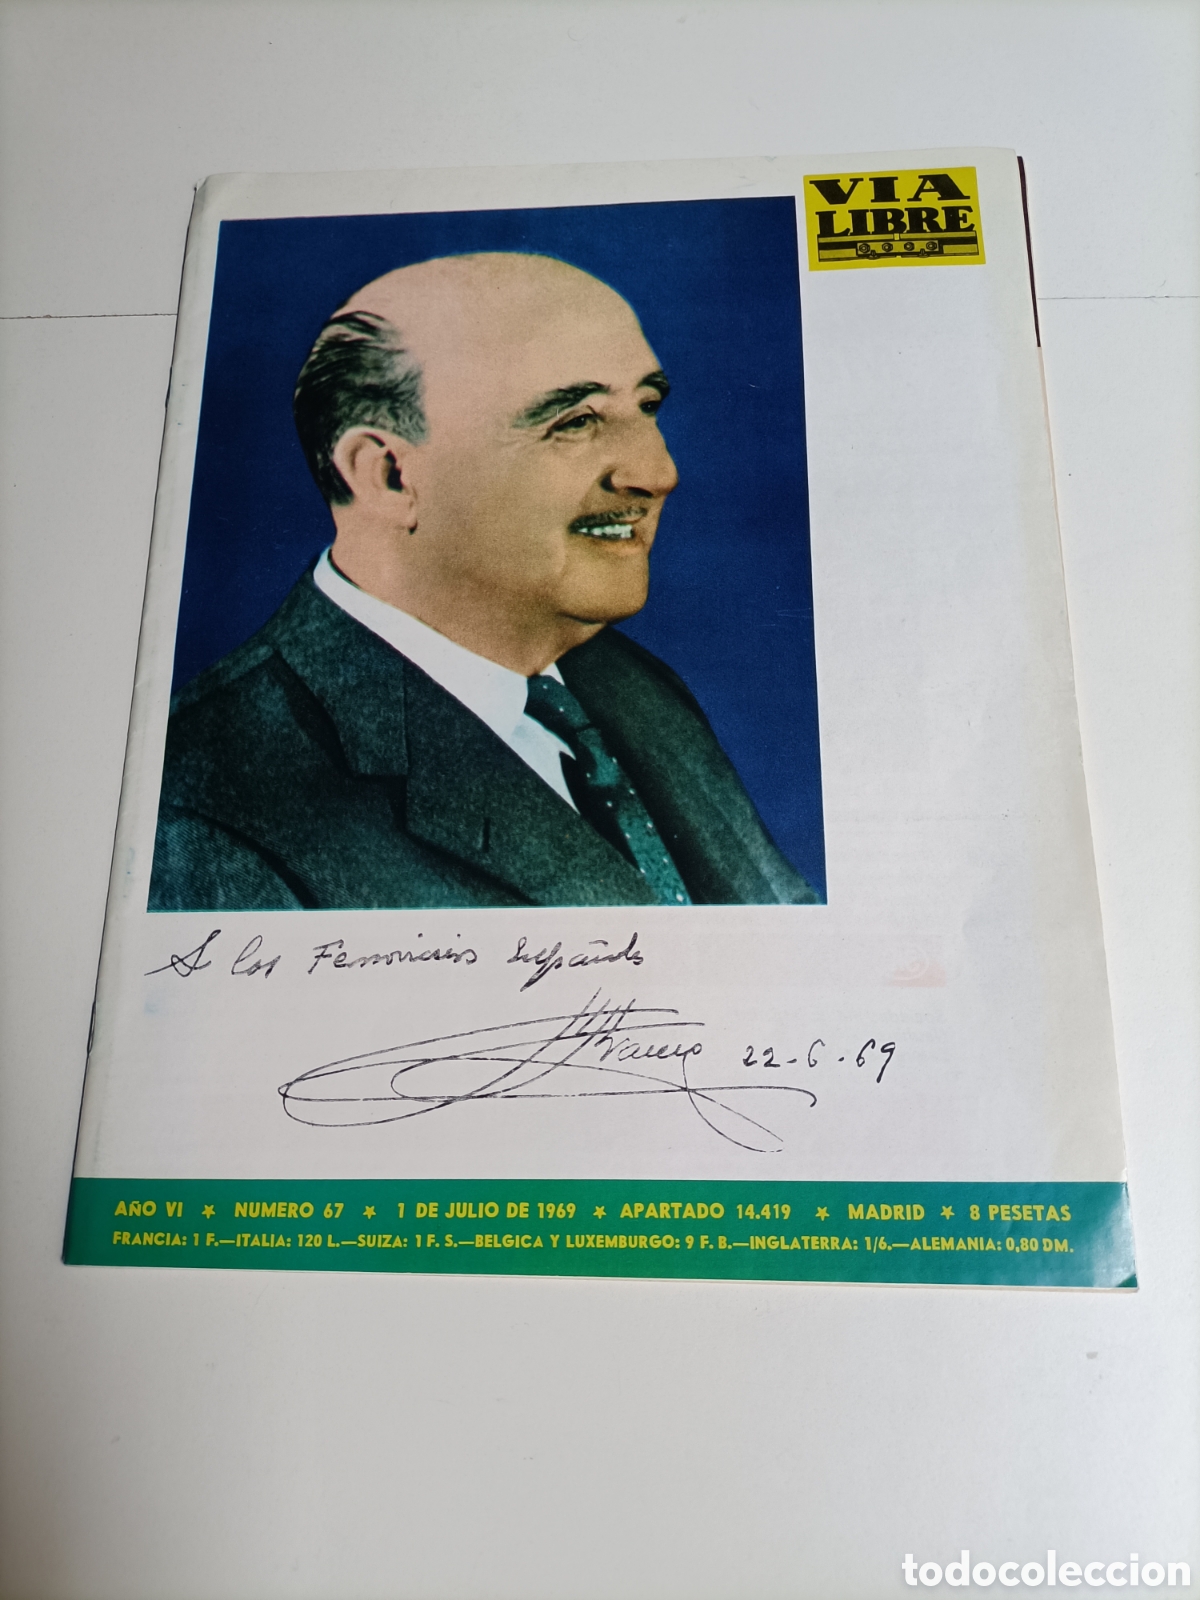 VIA
LIBRE
A los Ferroviarios Españoles
FFranco 22-6-69
AÑO VI ★ NUMERO 67 ★ 1 DE JULIO DE 1969 ★ APARTADO 14.419 ★ MADRID ★ 8 PESETAS
FRANCIA: 1 F.—ITALIA: 120 L.—SUIZA: 1 F. S.—BELGICA Y LUXEMBURGO: 9 F. B.—INGLATERRA: 1/6.—ALEMANIA: 0,80 DM.
todocoleccion